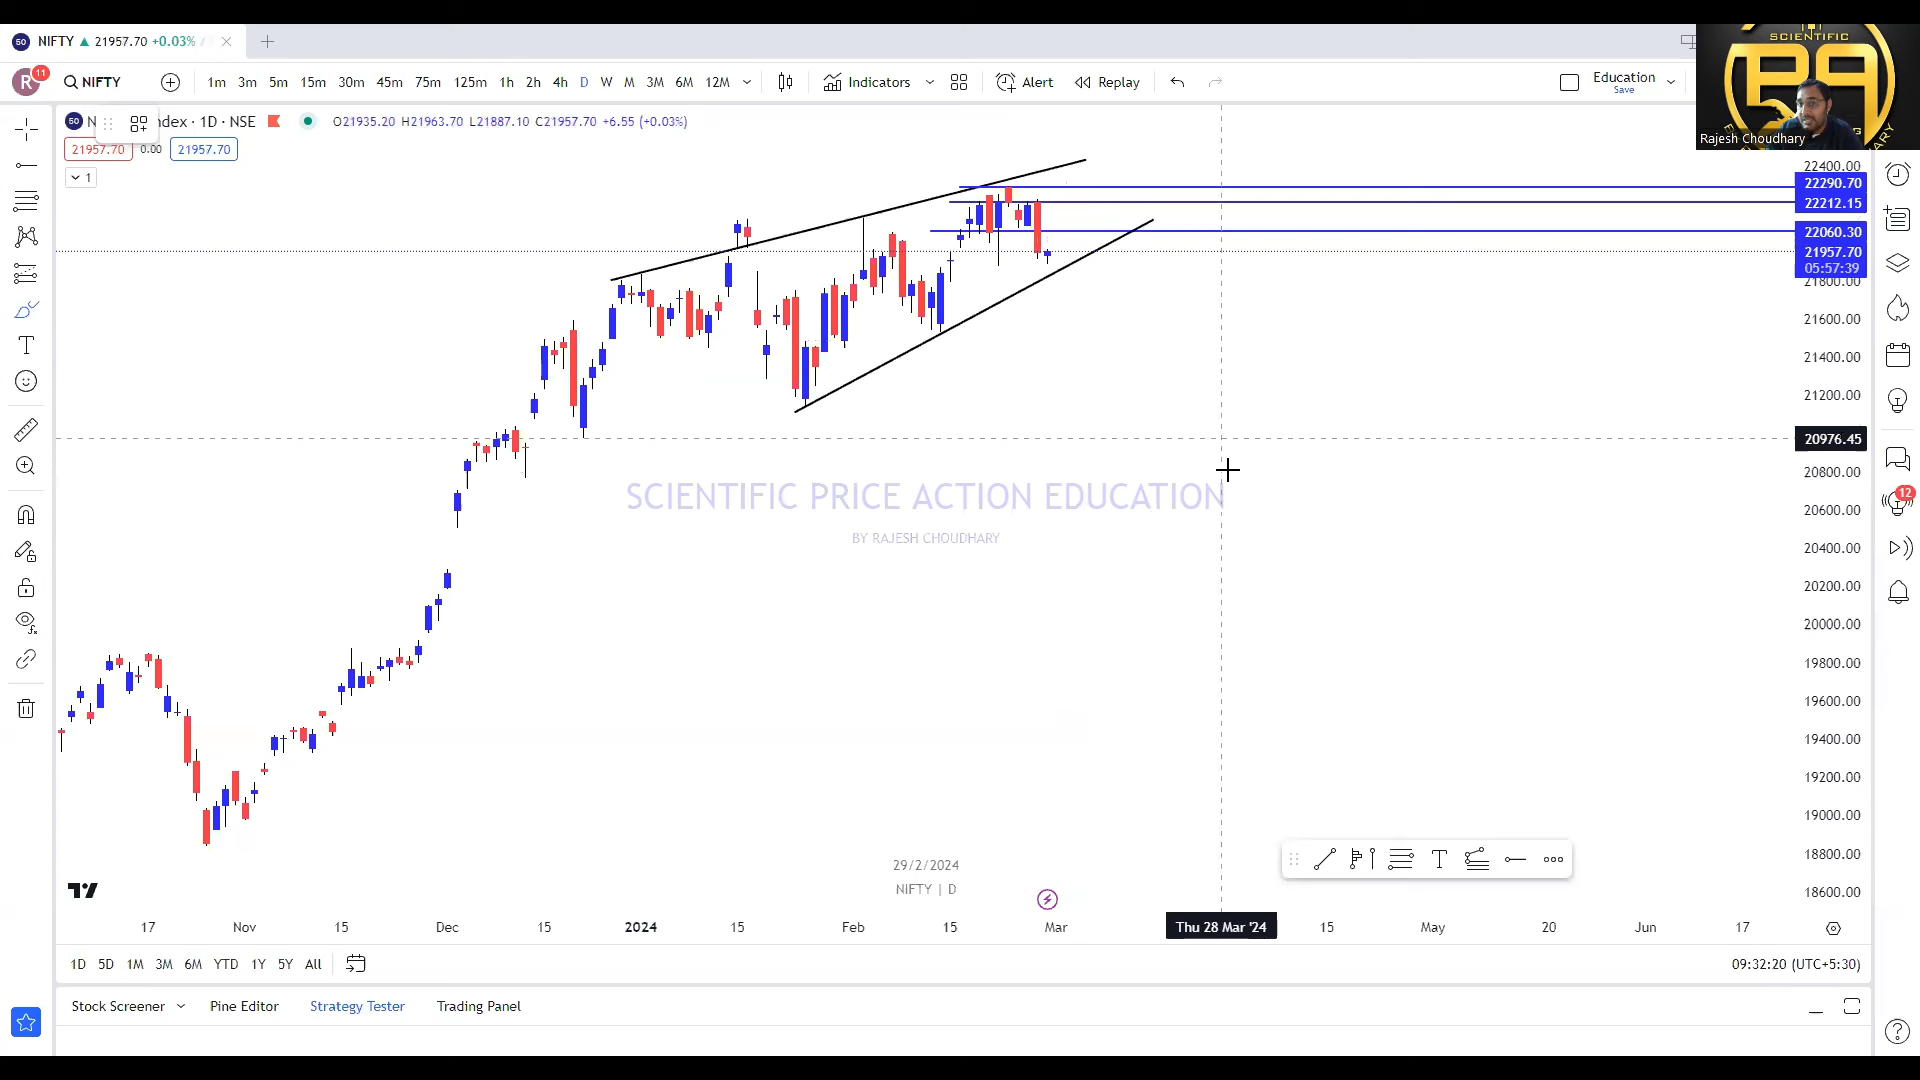 NIFTY ▲ 21957.70 +0.03% /
R 11 NIFTY 1m 3m 5m 15m 30m 45m 75m 125m 1h 2h 4h D W M 3M 6M 12M Indicators Alert Replay Education
Save
SCIENTIFIC
Rajesh Choudhary
50 N ndex · 1D · NSE O21935.20 H21963.70 L21887.10 C21957.70 +6.55 (+0.03%)
21957.70 0.00 21957.70
1
22400.00
22290.70
22212.15
22060.30
21957.70
05:57:39
21800.00
21600.00
21400.00
21200.00
20976.45
20800.00
20600.00
20400.00
20200.00
20000.00
19800.00
19600.00
19400.00
19200.00
19000.00
18800.00
18600.00
12
SCIENTIFIC PRICE ACTION EDUCATION
BY RAJESH CHOUDHARY
29/2/2024
NIFTY | D
17 Nov 15 Dec 15 2024 15 Feb 15 Mar Thu 28 Mar '24 15 May 20 Jun 17
1D 5D 1M 3M 6M YTD 1Y 5Y All 09:32:20 (UTC+5:30)
Stock Screener Pine Editor Strategy Tester Trading Panel